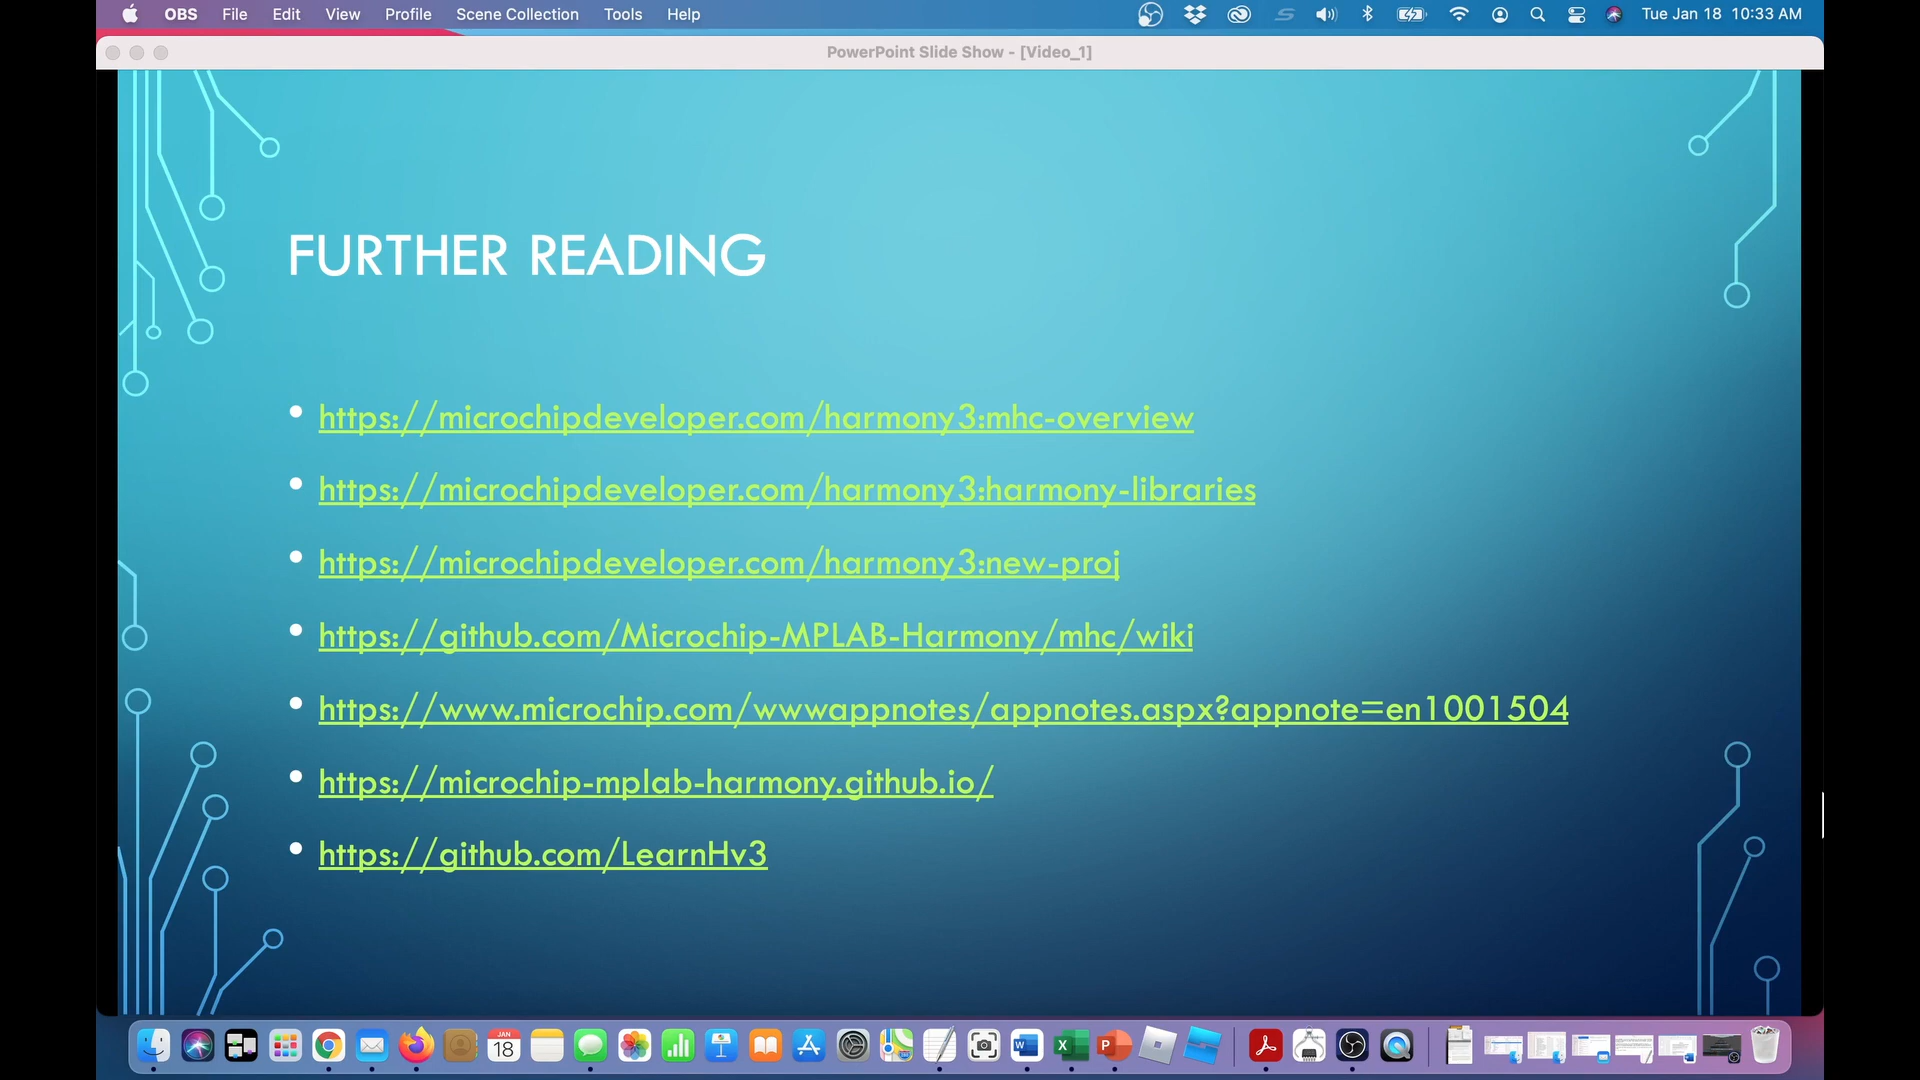 OBS File Edit View Profile Scene Collection Tools Help Tue Jan 18 10:33 AM
PowerPoint Slide Show - [Video_1]
FURTHER READING
• https://microchipdeveloper.com/harmony3:mhc-overview
• https://microchipdeveloper.com/harmony3:harmony-libraries
• https://microchipdeveloper.com/harmony3:new-proj
• https://github.com/Microchip-MPLAB-Harmony/mhc/wiki
• https://www.microchip.com/wwwappnotes/appnotes.aspx?appnote=en1001504
• https://microchip-mplab-harmony.github.io/
• https://github.com/LearnHv3
JAN
18
W
X
P